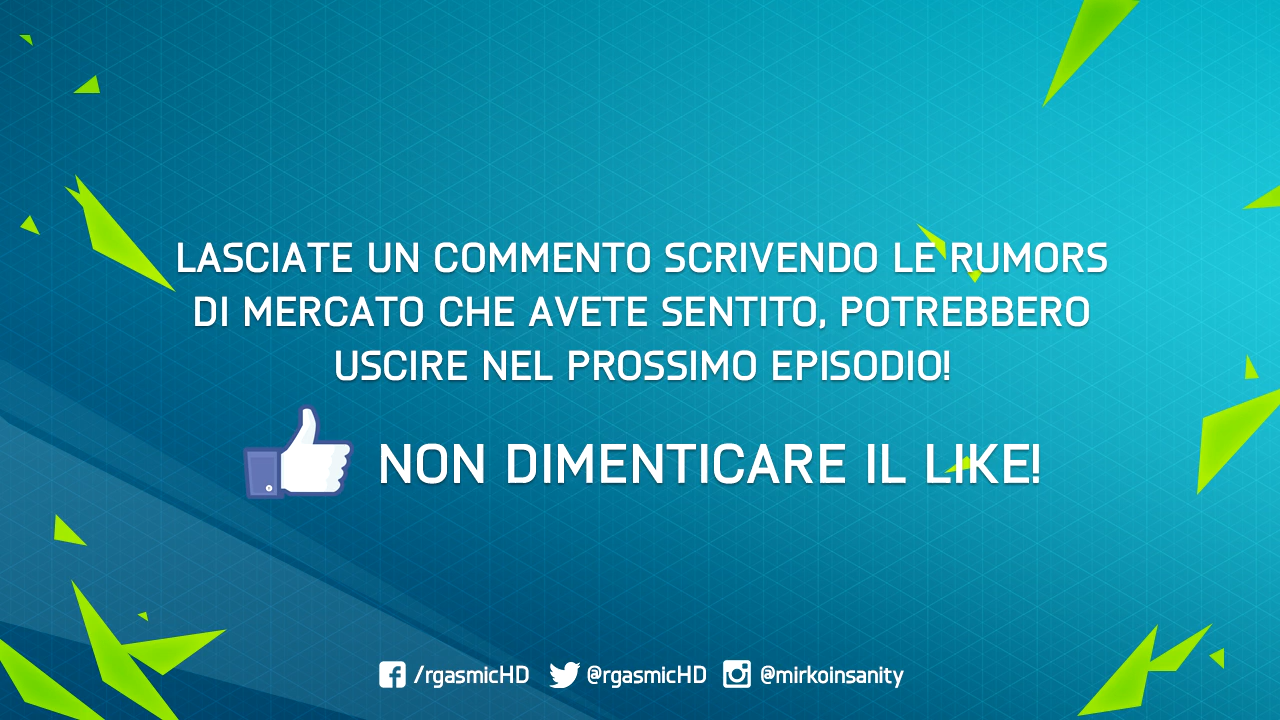 LASCIATE UN COMMENTO SCRIVENDO LE RUMORS
DI MERCATO CHE AVETE SENTITO, POTREBBERO
USCIRE NEL PROSSIMO EPISODIO!
NON DIMENTICARE IL LIKE!
/rgasmicHD @rgasmicHD @mirkoinsanity